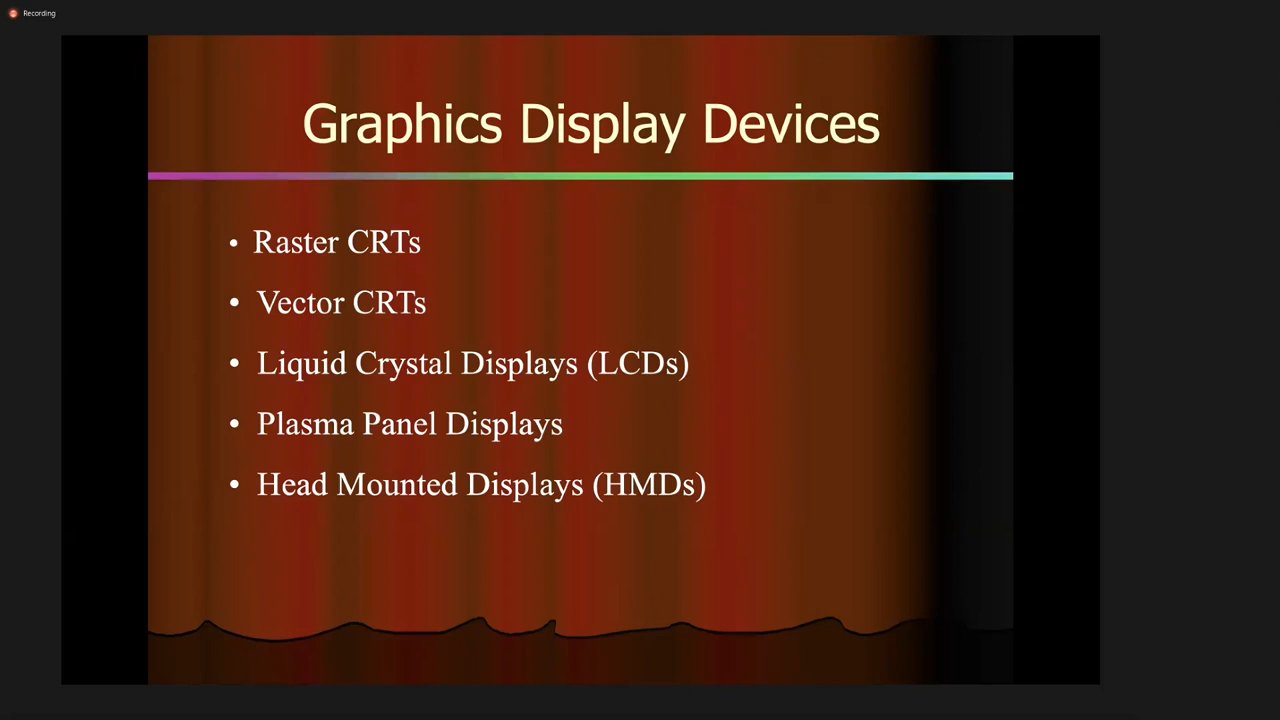 Recording
Graphics Display Devices
• Raster CRTs
• Vector CRTs
• Liquid Crystal Displays (LCDs)
• Plasma Panel Displays
• Head Mounted Displays (HMDs)